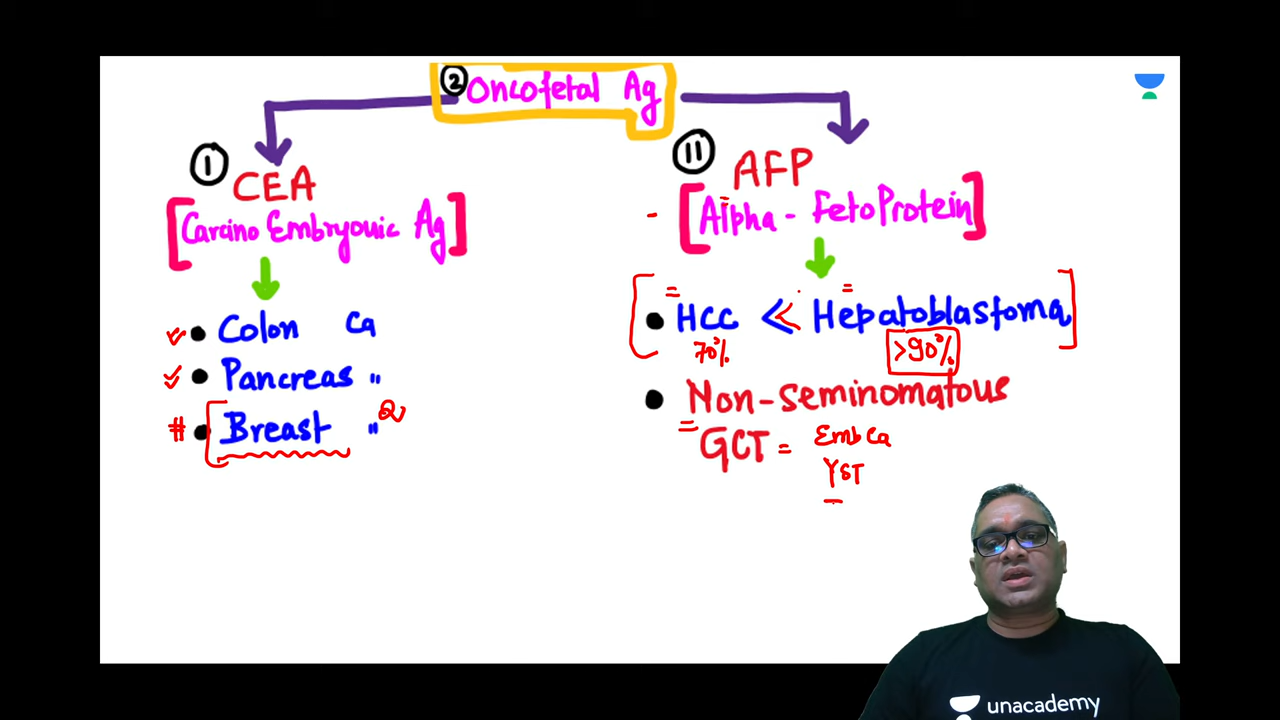 ② Oncofetal Ag
① CEA
[Carcino Embryonic Ag]
• Colon Ca
• Pancreas "
# • Breast "
11 AFP
[Alpha - FetoProtein]
• HCC << Hepatoblastoma
70% >90%
• Non-seminomatous
GCT = Emb Ca
YST
unacademy